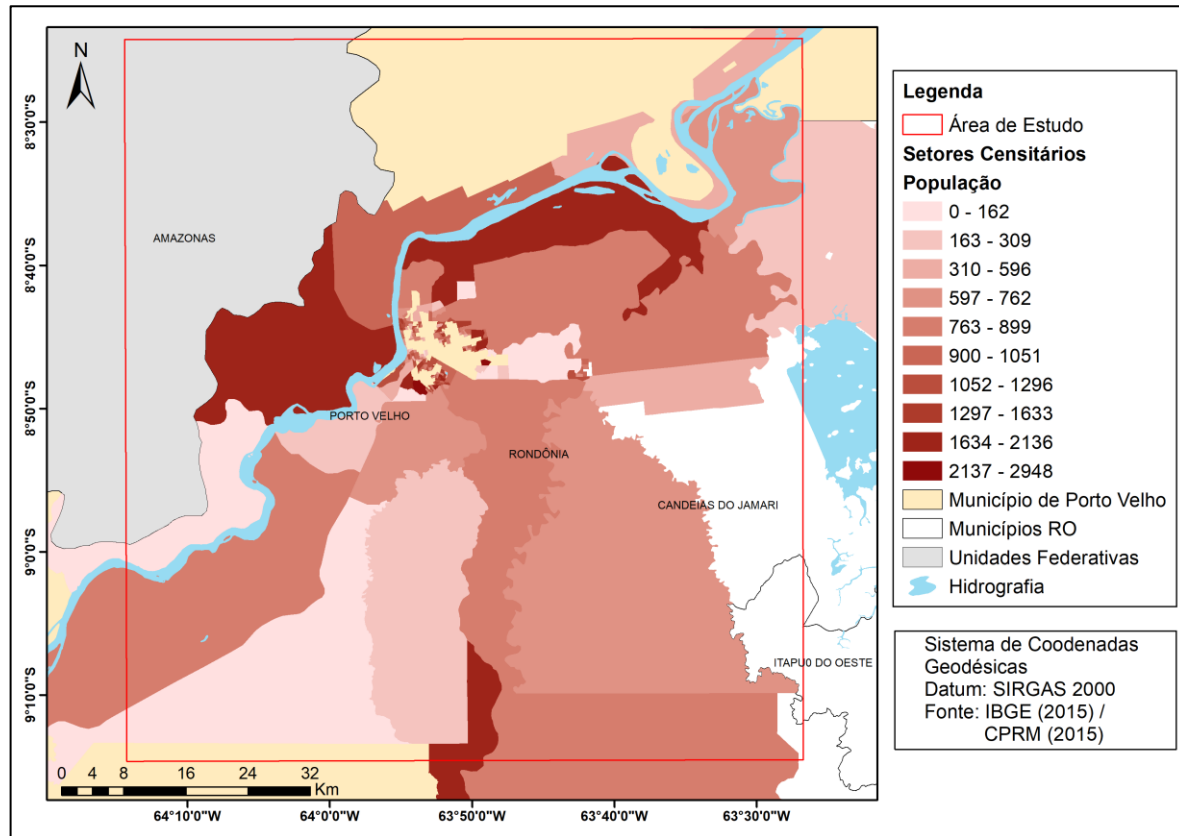 N
8°30'0"S
8°40'0"S
8°50'0"S
9°0'0"S
9°10'0"S
AMAZONAS
PORTO VELHO
RONDÔNIA
CANDEIAS DO JAMARI
ITAPU0 DO OESTE
0 4 8 16 24 32
Km
64°10'0"W 64°0'0"W 63°50'0"W 63°40'0"W 63°30'0"W
Legenda
Área de Estudo
Setores Censitários
População
0 - 162
163 - 309
310 - 596
597 - 762
763 - 899
900 - 1051
1052 - 1296
1297 - 1633
1634 - 2136
2137 - 2948
Município de Porto Velho
Municípios RO
Unidades Federativas
Hidrografia
Sistema de Coodenadas
Geodésicas
Datum: SIRGAS 2000
Fonte: IBGE (2015) /
CPRM (2015)